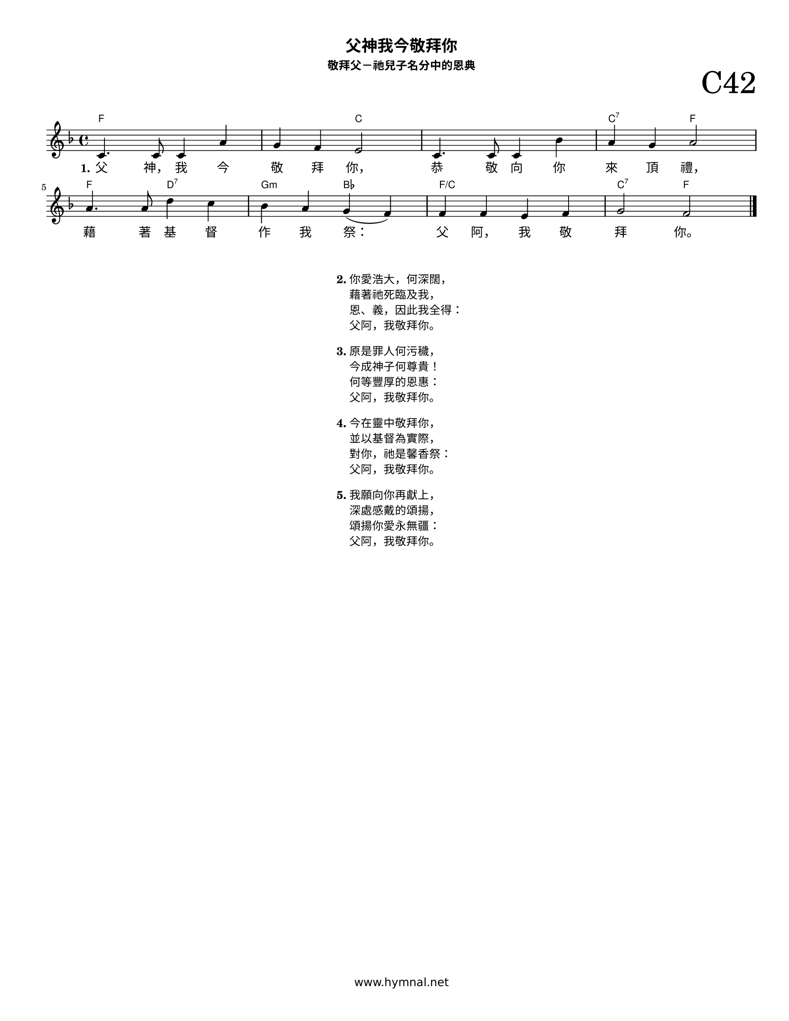 父神我今敬拜你
敬拜父－祂兒子名分中的恩典
C42
F C C7 F
1. 父 神， 我 今 敬 拜 你， 恭 敬 向 你 來 頂 禮，
5
F D7 Gm B♭ F/C C7 F
藉 著 基 督 作 我 祭： 父 阿， 我 敬 拜 你。
2. 你愛浩大，何深闊，
藉著祂死臨及我，
恩、義，因此我全得：
父阿，我敬拜你。
3. 原是罪人何污穢，
今成神子何尊貴！
何等豐厚的恩惠：
父阿，我敬拜你。
4. 今在靈中敬拜你，
並以基督為實際，
對你，祂是馨香祭：
父阿，我敬拜你。
5. 我願向你再獻上，
深處感戴的頌揚，
頌揚你愛永無疆：
父阿，我敬拜你。
www.hymnal.net